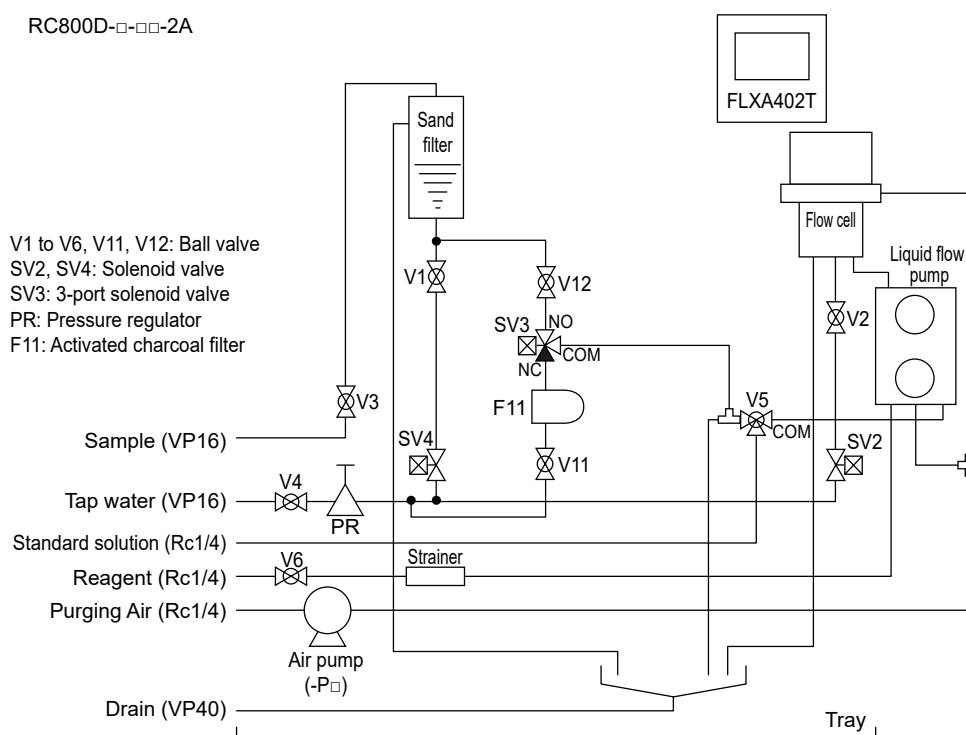 RC800D-□-□□-2A
FLXA402T
Sand
filter
Flow cell
Liquid flow
pump
V1 to V6, V11, V12: Ball valve
SV2, SV4: Solenoid valve
SV3: 3-port solenoid valve
PR: Pressure regulator
F11: Activated charcoal filter
V1
V12
V2
SV3
NO
COM
NC
V3
F11
V5
COM
Sample (VP16)
SV4
V11
SV2
V4
Tap water (VP16)
PR
Standard solution (Rc1/4)
V6
Strainer
Reagent (Rc1/4)
Purging Air (Rc1/4)
Air pump
(-P□)
Drain (VP40)
Tray